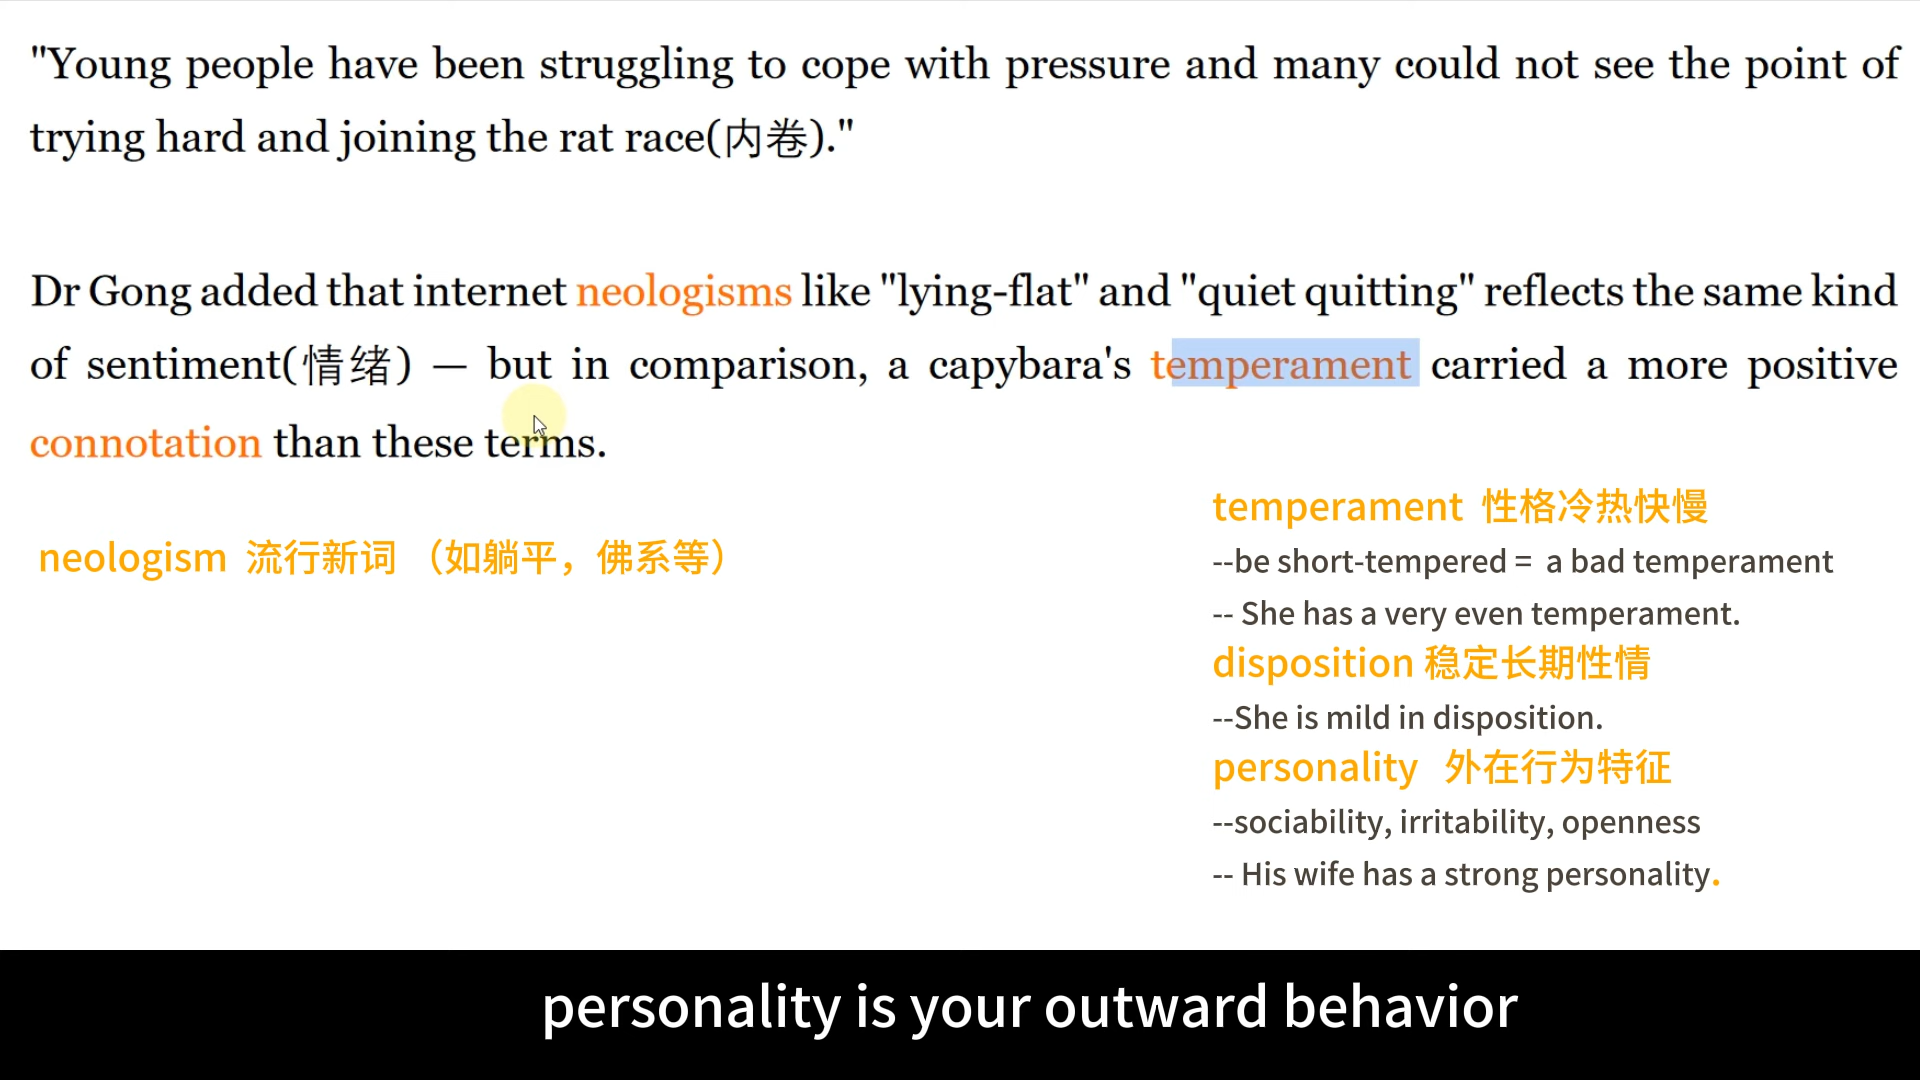 "Young people have been struggling to cope with pressure and many could not see the point of
trying hard and joining the rat race(内卷)."
Dr Gong added that internet neologisms like "lying-flat" and "quiet quitting" reflects the same kind
of sentiment(情绪) — but in comparison, a capybara's temperament carried a more positive
connotation than these terms.
neologism 流行新词 （如躺平，佛系等）
temperament 性格冷热快慢
--be short-tempered = a bad temperament
-- She has a very even temperament.
disposition 稳定长期性情
--She is mild in disposition.
personality 外在行为特征
--sociability, irritability, openness
-- His wife has a strong personality.
personality is your outward behavior